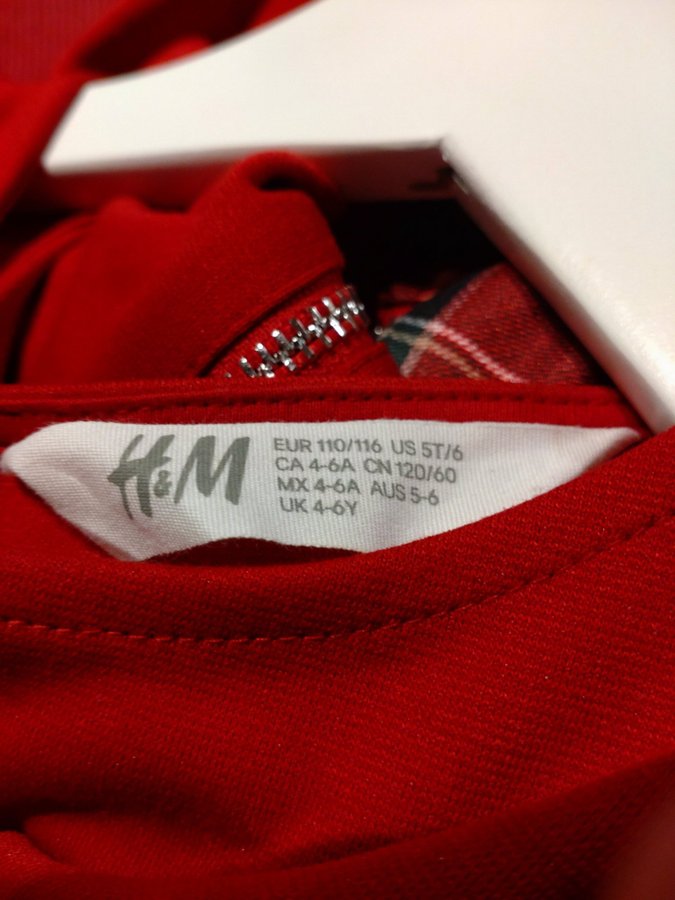 H&M
EUR 110/116 US 5T/6
CA 4-6A CN 120/60
MX 4-6A AUS 5-6
UK 4-6Y